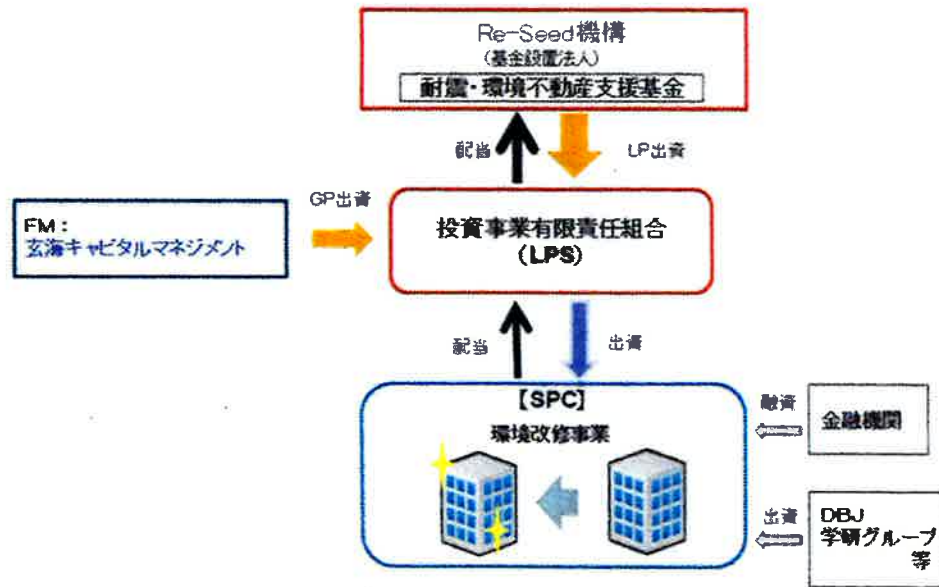 Re-Seed機構
(基金設置法人)
耐震・環境不動産支援基金
配当
LP出資
GP出資
FM:
玄海キャピタルマネジメント
投資事業有限責任組合
(LPS)
配当
出資
【SPC】
環境改修事業
融資
金融機関
出資
DBJ
学研グループ
等